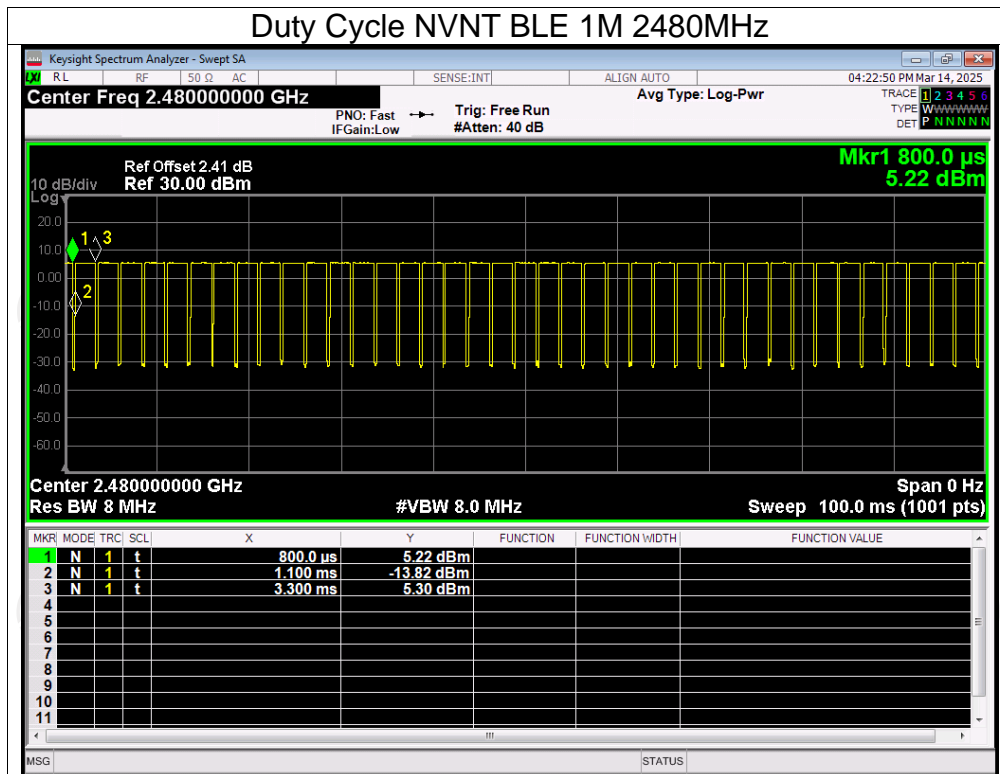 Duty Cycle NVNT BLE 1M 2480MHz
Keysight Spectrum Analyzer - Swept SA
LXI RL RF 50 Ω AC SENSE:INT ALIGN AUTO 04:22:50 PM Mar 14, 2025
Center Freq 2.480000000 GHz Avg Type: Log-Pwr TRACE 1 2 3 4 5 6
PNO: Fast Trig: Free Run TYPE WWWWWW
IFGain:Low #Atten: 40 dB DET P N N N N N
Ref Offset 2.41 dB Mkr1 800.0 µs
10 dB/div Ref 30.00 dBm 5.22 dBm
Log
20.0
1 3
10.0
0.00
2
-10.0
-20.0
-30.0
-40.0
-50.0
-60.0
Center 2.480000000 GHz Span 0 Hz
Res BW 8 MHz #VBW 8.0 MHz Sweep 100.0 ms (1001 pts)
MKR MODE TRC SCL X Y FUNCTION FUNCTION WIDTH FUNCTION VALUE
1 N 1 t 800.0 µs 5.22 dBm
2 N 1 t 1.100 ms -13.82 dBm
3 N 1 t 3.300 ms 5.30 dBm
4
5
6
7
8
9
10
11
MSG STATUS